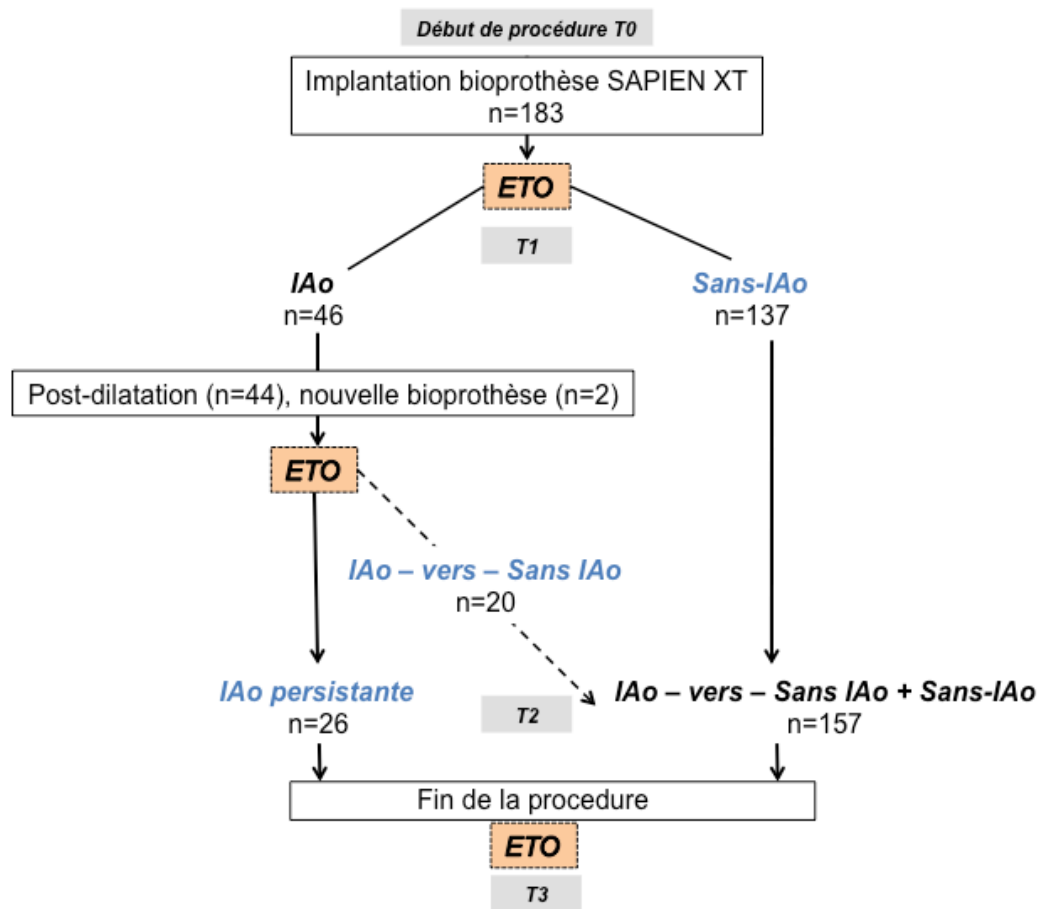 Début de procédure T0
Implantation bioprothèse SAPIEN XT
n=183
ETO
T1
IAo
n=46
Sans-IAo
n=137
Post-dilatation (n=44), nouvelle bioprothèse (n=2)
ETO
IAo – vers – Sans IAo
n=20
IAo persistante
n=26
T2
IAo – vers – Sans IAo + Sans-IAo
n=157
Fin de la procedure
ETO
T3